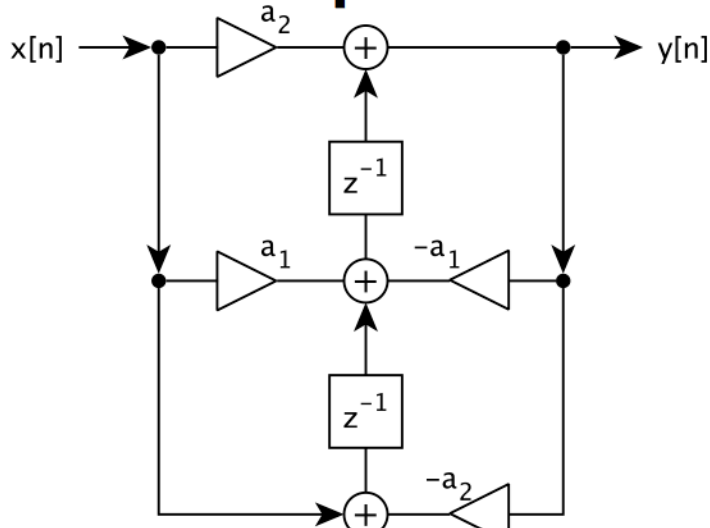 x[n] a₂ + y[n]
z⁻¹
a₁ + -a₁
z⁻¹
+ -a₂